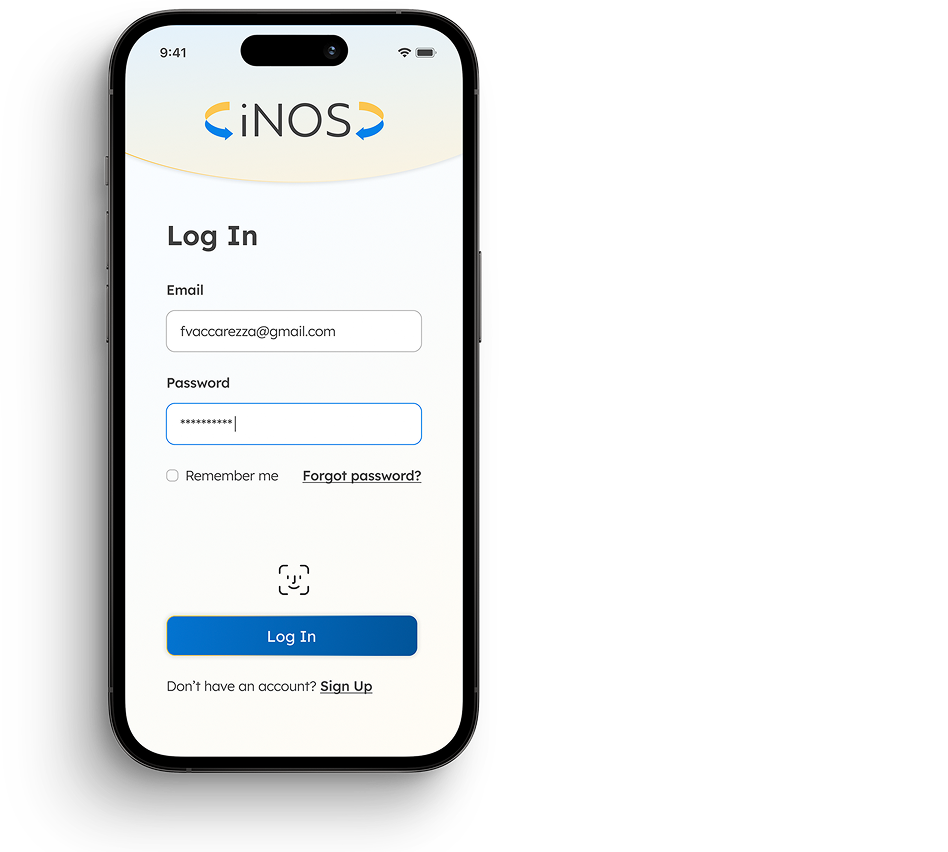 9:41
iNOS
Log In
Email
fvaccarezza@gmail.com
Password
**********
Remember me Forgot password?
Log In
Don't have an account? Sign Up